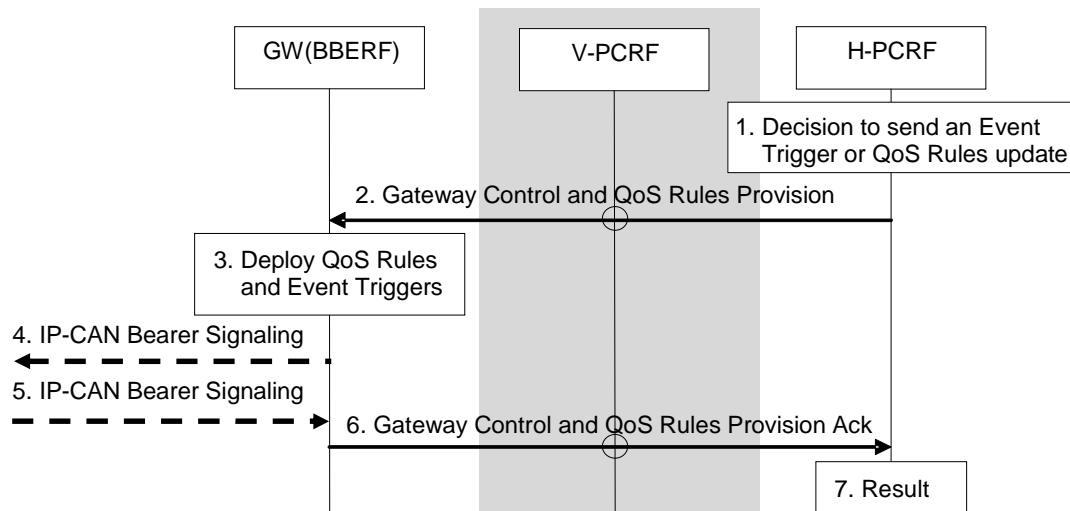 GW(BBERF)
V-PCRF
H-PCRF
1. Decision to send an Event
Trigger or QoS Rules update
2. Gateway Control and QoS Rules Provision
3. Deploy QoS Rules
and Event Triggers
4. IP-CAN Bearer Signaling
5. IP-CAN Bearer Signaling
6. Gateway Control and QoS Rules Provision Ack
7. Result